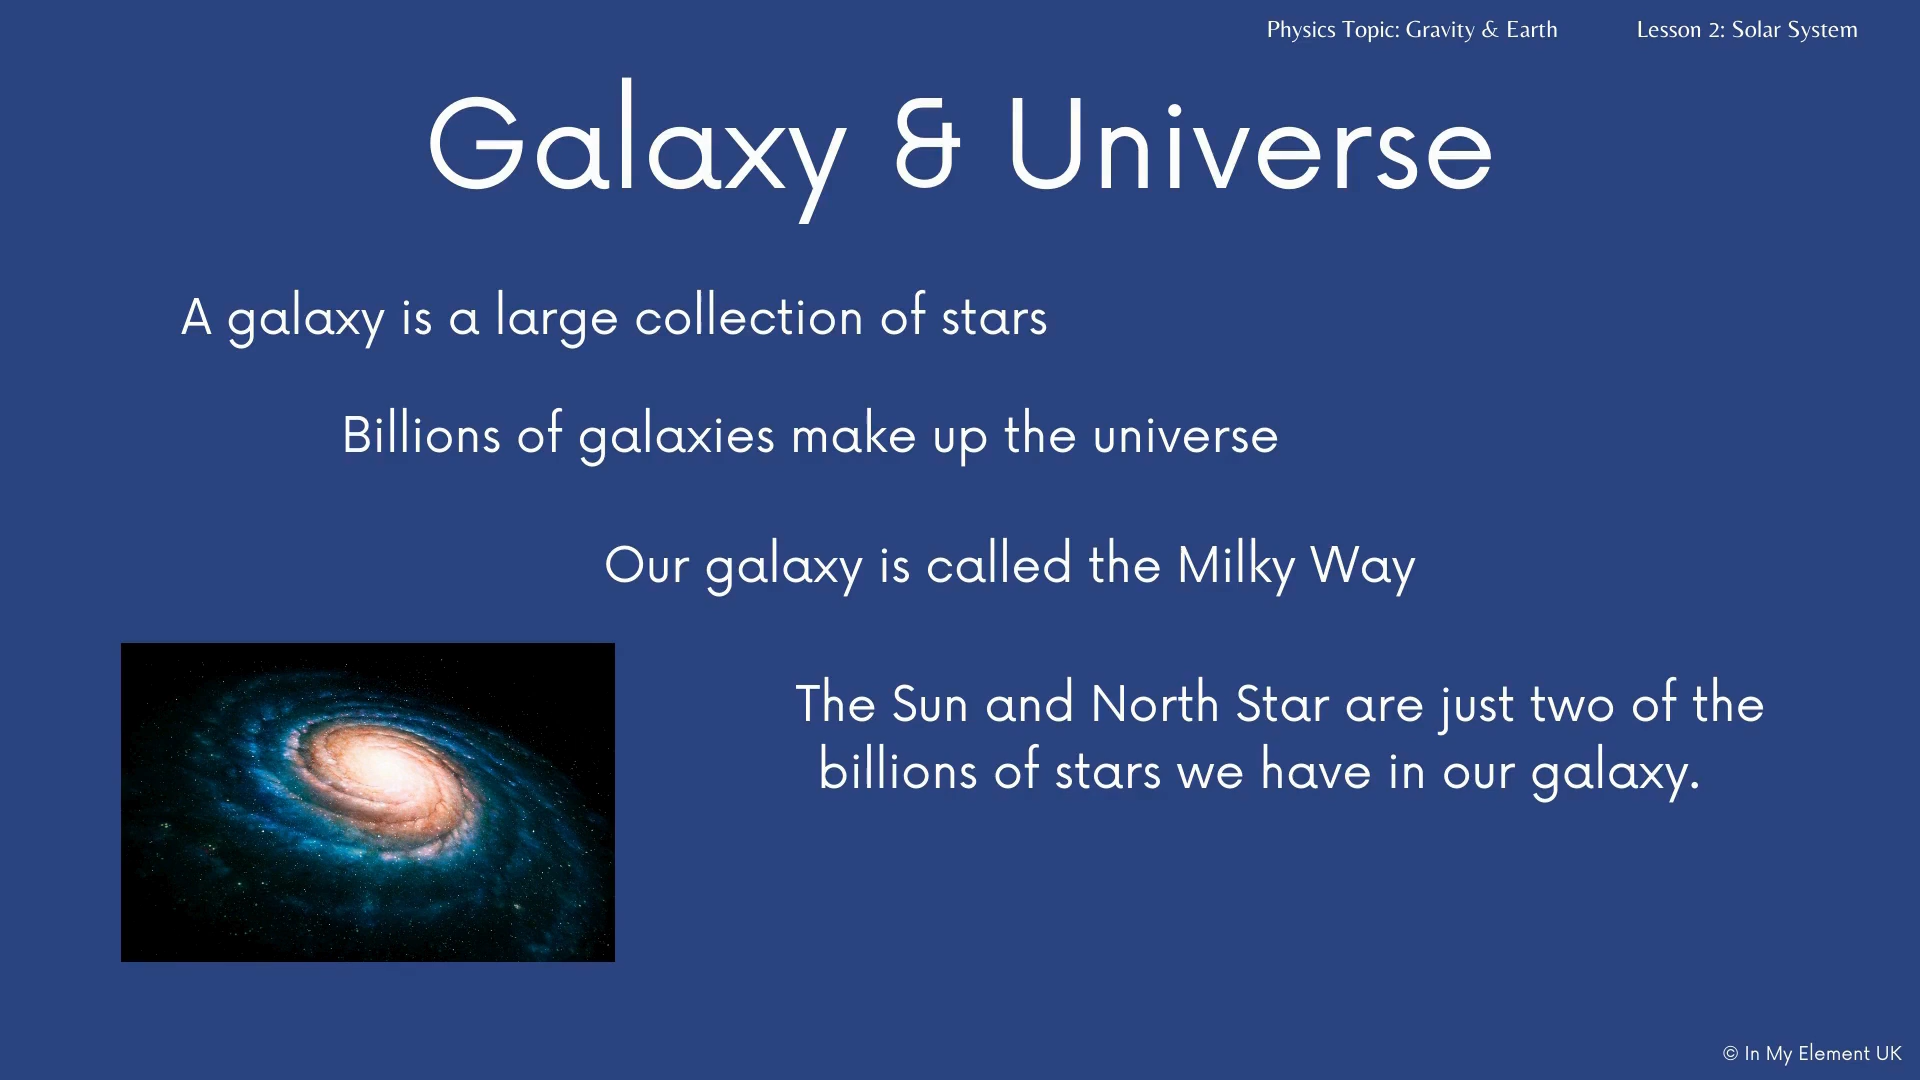 Physics Topic: Gravity & Earth
Lesson 2: Solar System
Galaxy & Universe
A galaxy is a large collection of stars
Billions of galaxies make up the universe
Our galaxy is called the Milky Way
The Sun and North Star are just two of the
billions of stars we have in our galaxy.
© In My Element UK